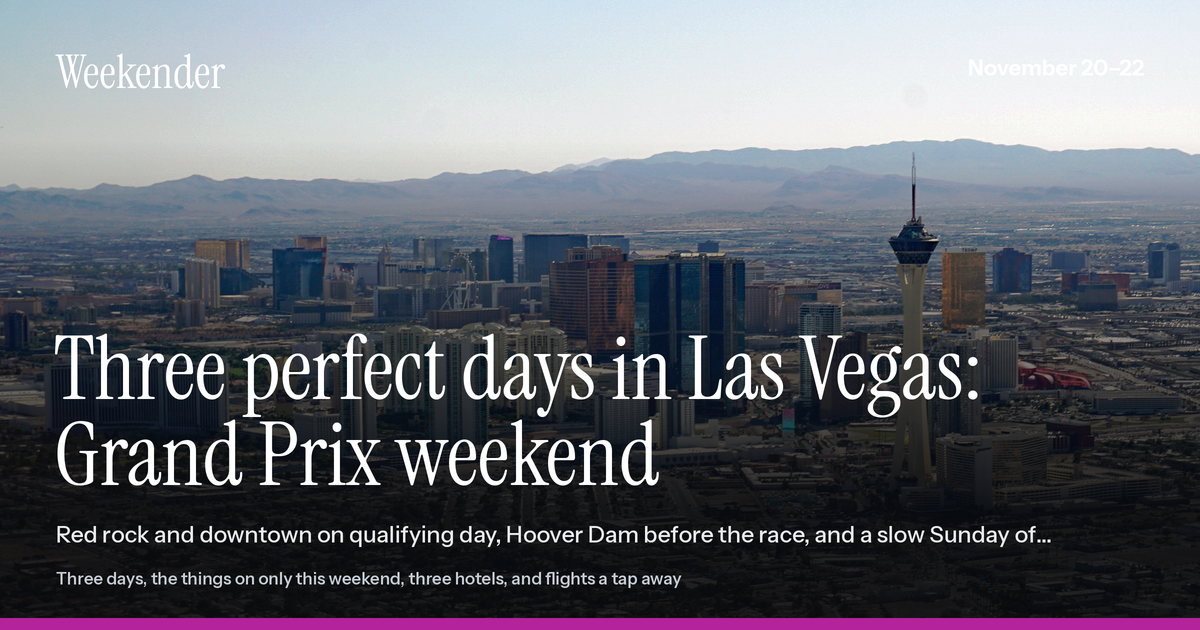 Weekender
November 20–22
Three perfect days in Las Vegas:
Grand Prix weekend
Red rock and downtown on qualifying day, Hoover Dam before the race, and a slow Sunday of...
Three days, the things on only this weekend, three hotels, and flights a tap away